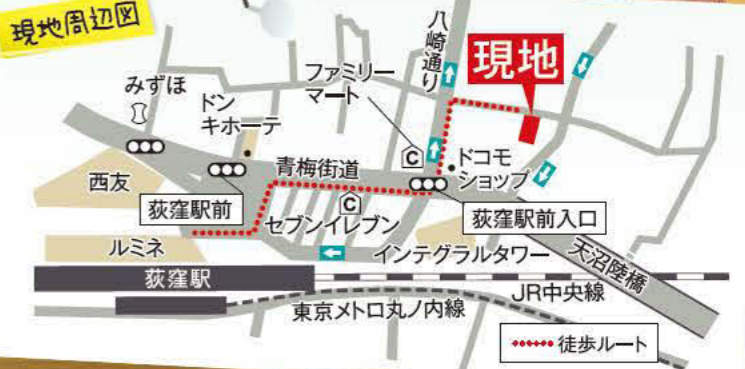 現地周辺図
八崎通り
現地
みずほ
ドン
キホーテ
ファミリー
マート
C
ドコモ
ショップ
青梅街道
西友
荻窪駅前
C
セブンイレブン
荻窪駅前入口
ルミネ
インテグラルタワー
天沼陸橋
荻窪駅
JR中央線
東京メトロ丸ノ内線
徒歩ルート